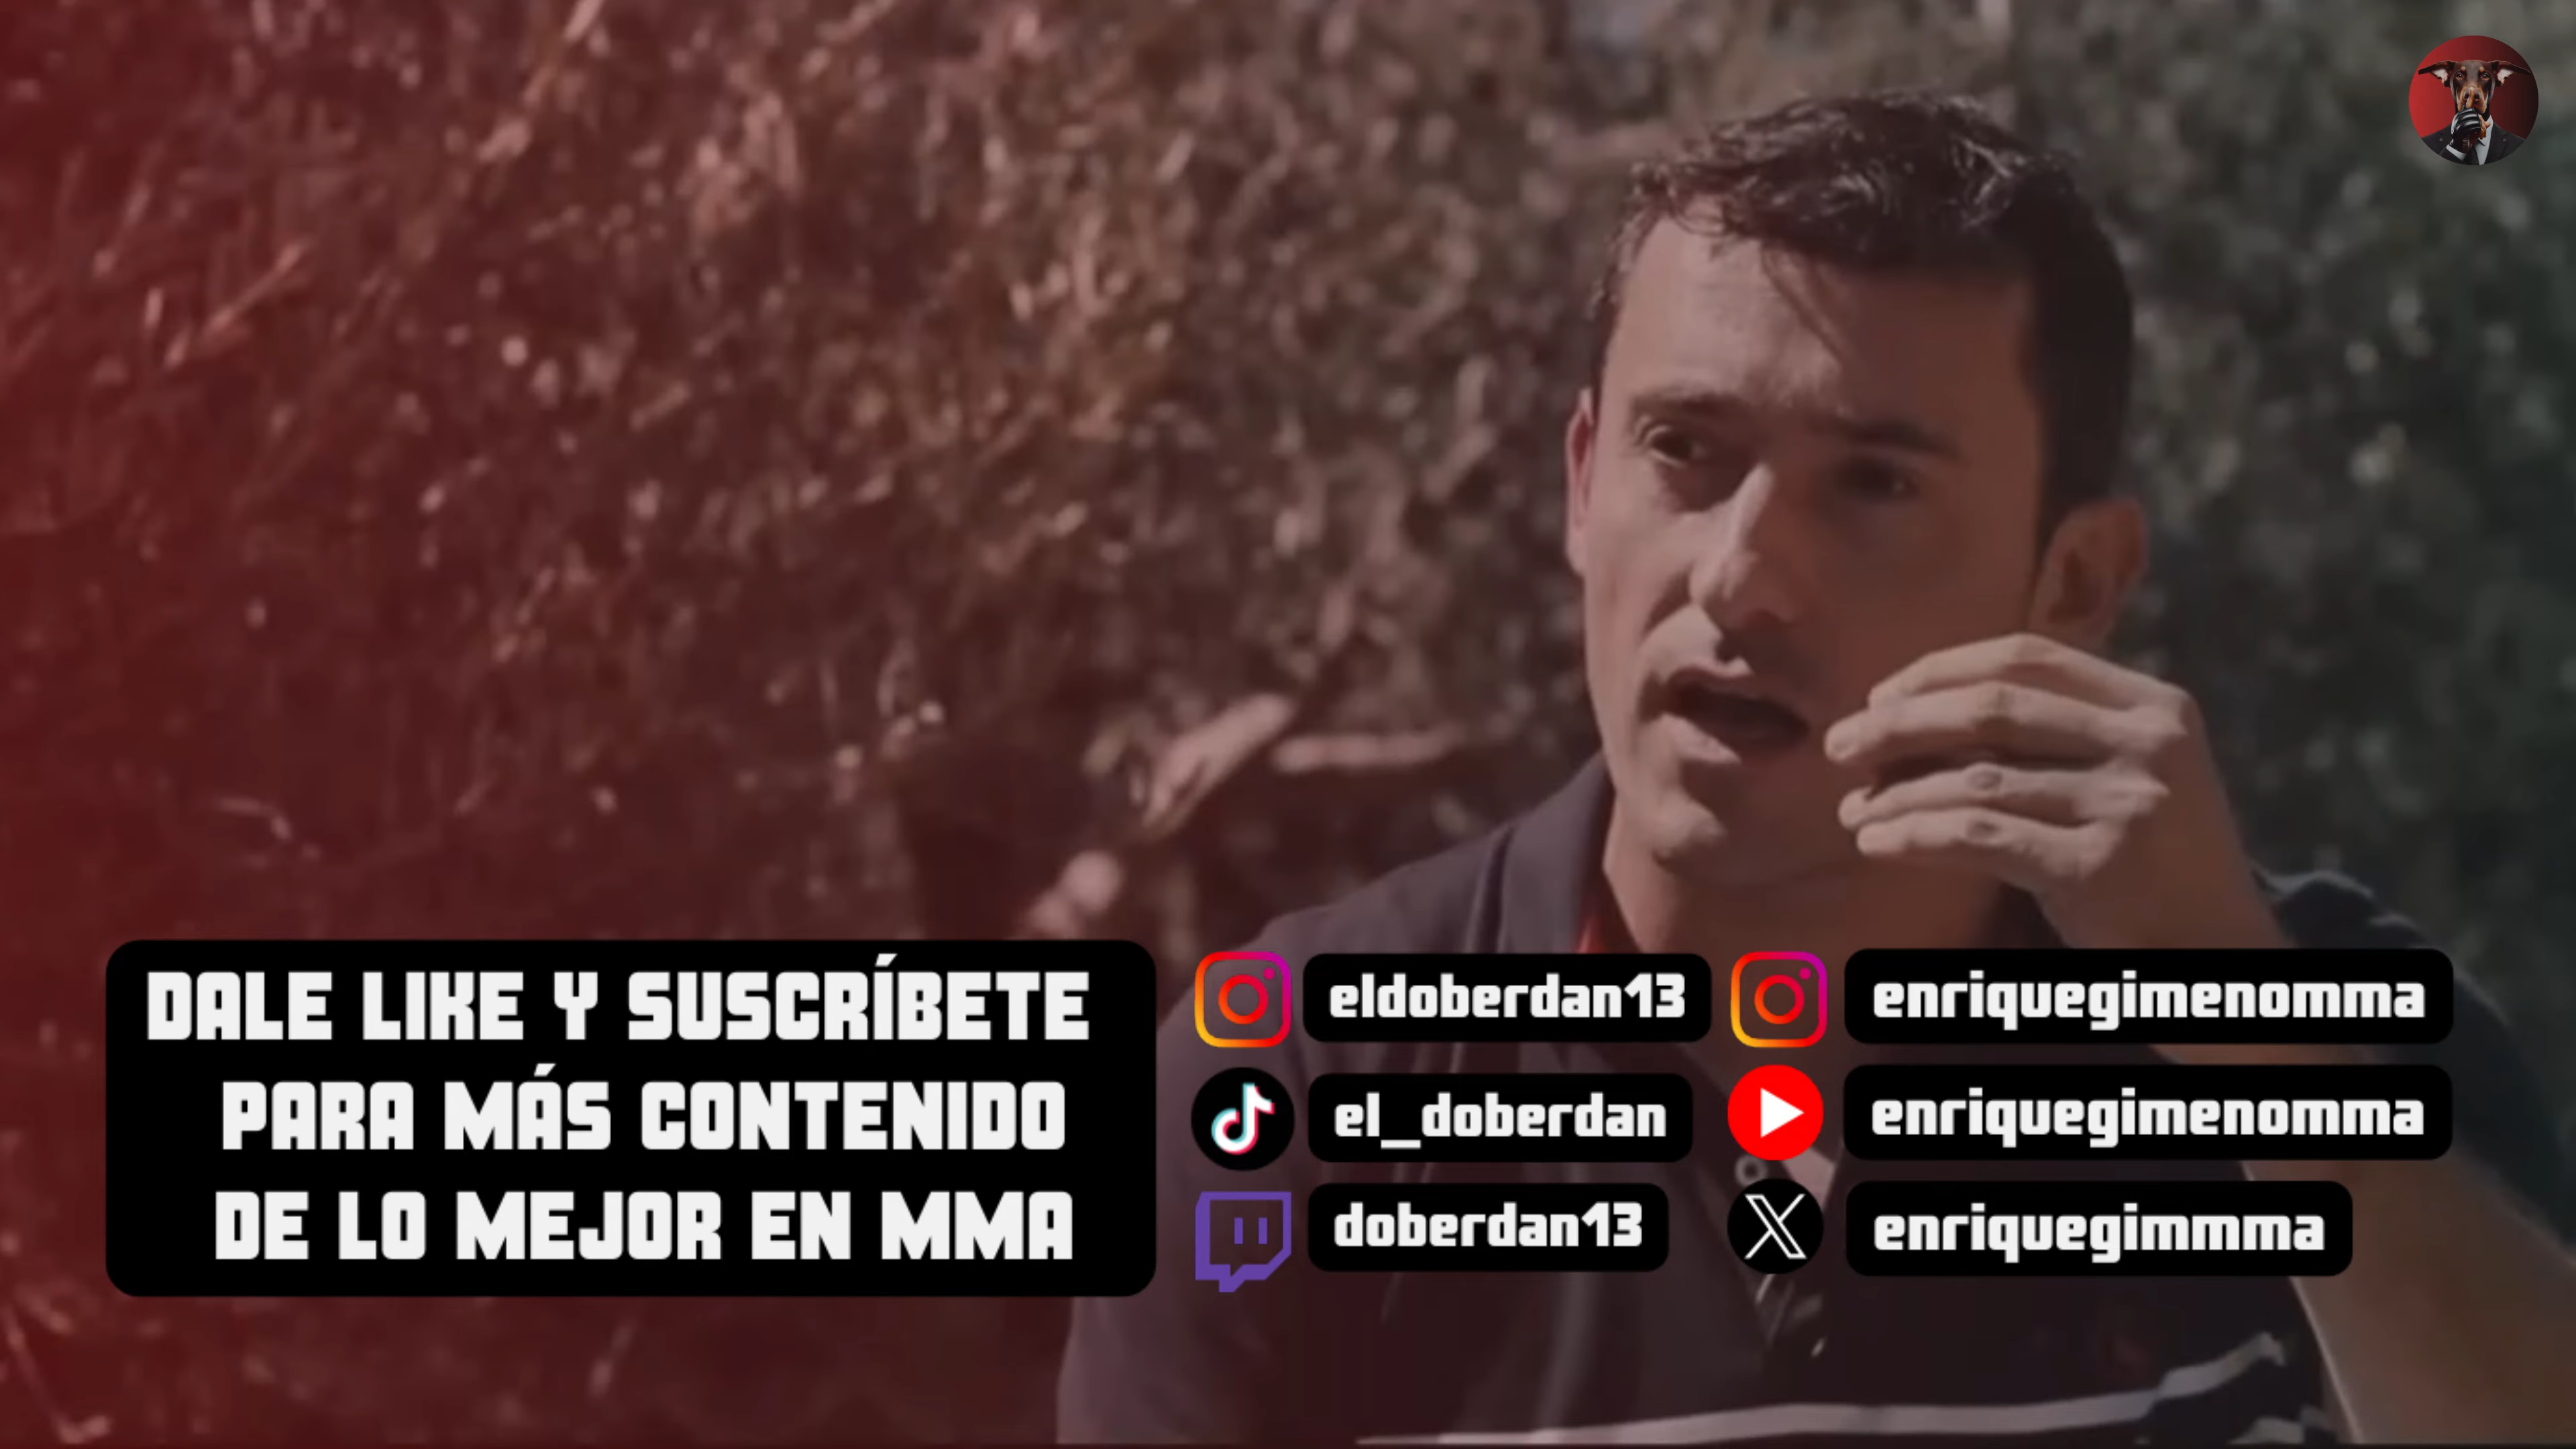 DALE LIKE Y SUSCRÍBETE
PARA MÁS CONTENIDO
DE LO MEJOR EN MMA
eldoberdan13
el_doberdan
doberdan13
enriquegimenomma
enriquegimenomma
enriquegimmma